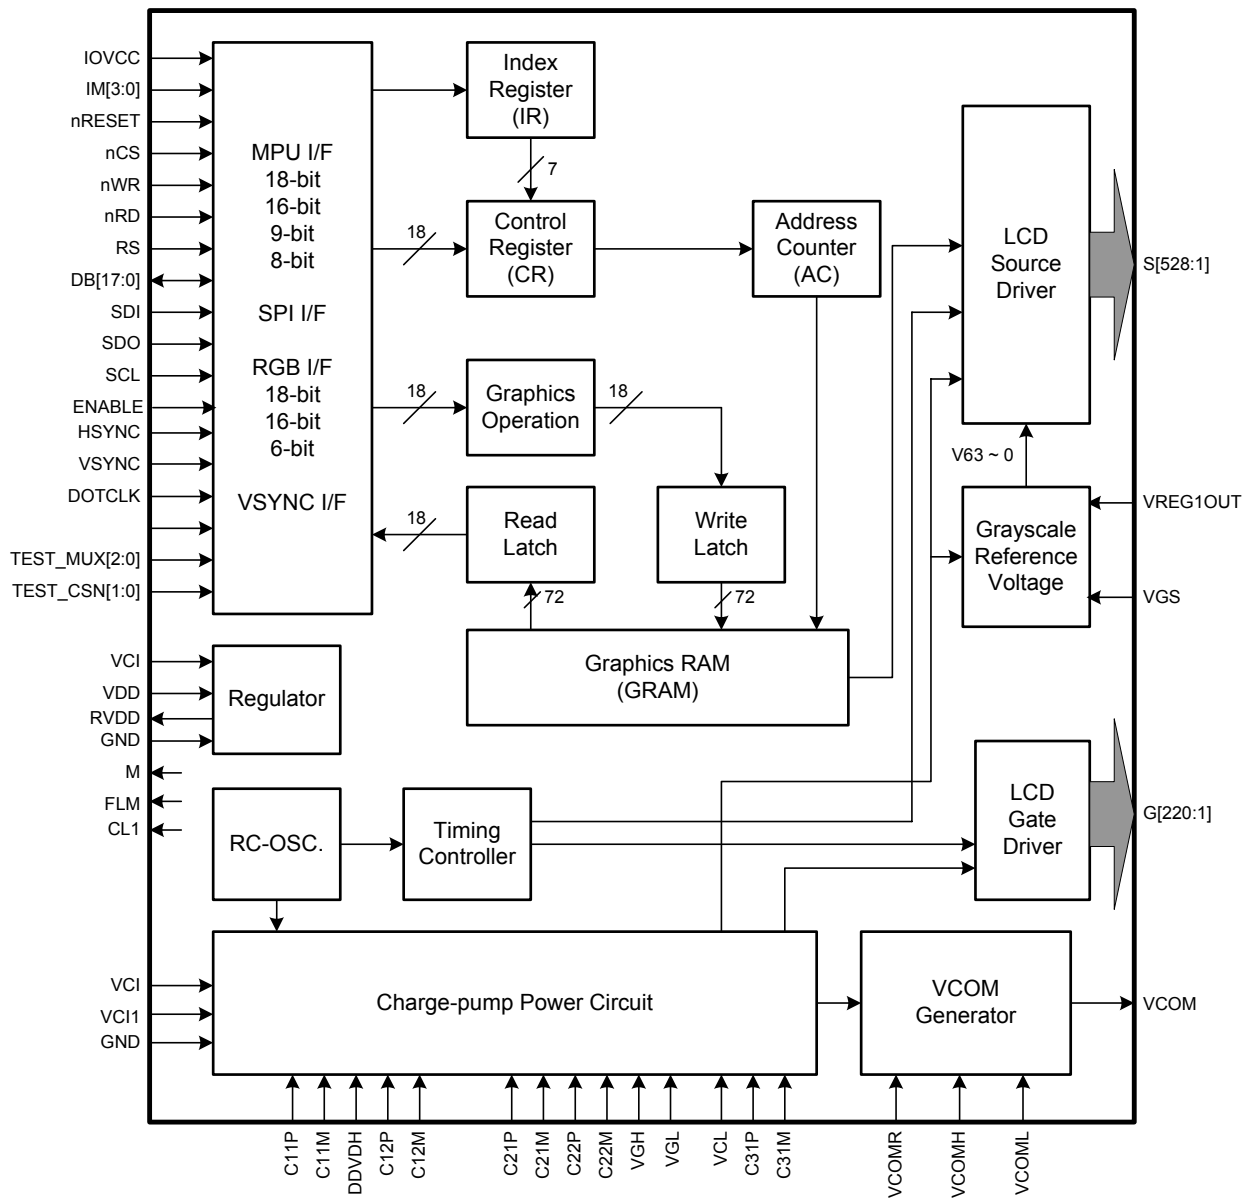 IOVCC
IM[3:0]
nRESET
nCS
nWR
nRD
RS
DB[17:0]
SDI
SDO
SCL
ENABLE
HSYNC
VSYNC
DOTCLK
TEST_MUX[2:0]
TEST_CSN[1:0]
MPU I/F
18-bit
16-bit
9-bit
8-bit
SPI I/F
RGB I/F
18-bit
16-bit
6-bit
VSYNC I/F
Index
Register
(IR)
7
18
Control
Register
(CR)
Address
Counter
(AC)
LCD
Source
Driver
S[528:1]
18
Graphics
Operation
18
V63 ~ 0
18
Read
Latch
Write
Latch
Grayscale
Reference
Voltage
VREG1OUT
VGS
72
72
Graphics RAM
(GRAM)
VCI
VDD
RVDD
GND
Regulator
M
FLM
CL1
RC-OSC.
Timing
Controller
LCD
Gate
Driver
G[220:1]
VCI
VCI1
GND
Charge-pump Power Circuit
VCOM
Generator
VCOM
C11P
C11M
DDVDH
C12P
C12M
C21P
C21M
C22P
C22M
VGH
VGL
VCL
C31P
C31M
VCOMR
VCOMH
VCOML